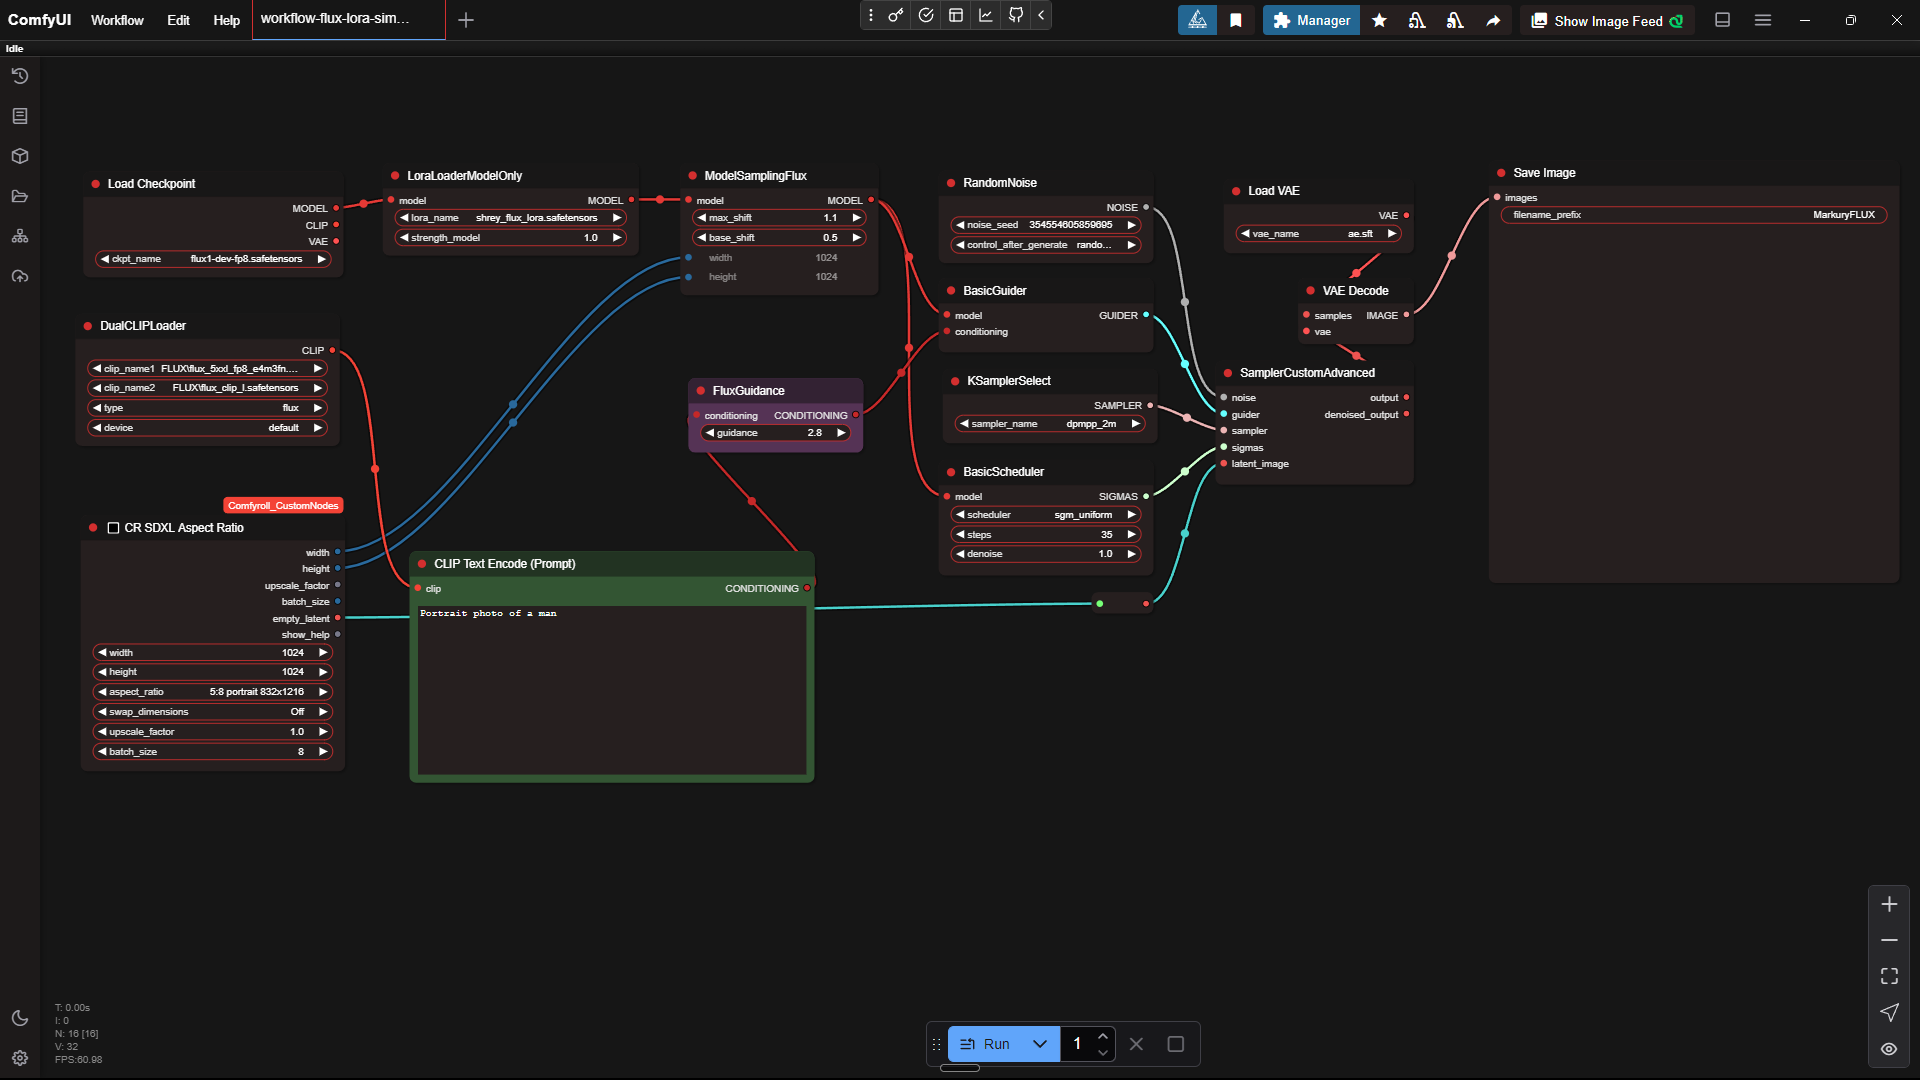 ComfyUI Workflow Edit Help workflow-flux-lora-sim... Manager Show Image Feed
Idle
Load Checkpoint
MODEL
CLIP
VAE
ckpt_name flux1-dev-fp8.safetensors
LoraLoaderModelOnly
model MODEL
lora_name shrey_flux_lora.safetensors
strength_model 1.0
ModelSamplingFlux
model MODEL
max_shift 1.1
base_shift 0.5
width 1024
height 1024
RandomNoise
NOISE
noise_seed 354554605859695
control_after_generate rando...
Load VAE
VAE
vae_name ae.sft
Save Image
images
filename_prefix MarkuryFLUX
BasicGuider
model GUIDER
conditioning
VAE Decode
samples IMAGE
vae
DualCLIPLoader
CLIP
clip_name1 FLUX\flux_5xxl_fp8_e4m3fn....
clip_name2 FLUX\flux_clip_l.safetensors
type flux
device default
FluxGuidance
conditioning CONDITIONING
guidance 2.8
KSamplerSelect
SAMPLER
sampler_name dpmpp_2m
SamplerCustomAdvanced
noise output
guider denoised_output
sampler
sigmas
latent_image
BasicScheduler
model SIGMAS
scheduler sgm_uniform
steps 35
denoise 1.0
Comfyroll_CustomNodes
CR SDXL Aspect Ratio
width
height
upscale_factor
batch_size
empty_latent
show_help
width 1024
height 1024
aspect_ratio 5:8 portrait 832x1216
swap_dimensions Off
upscale_factor 1.0
batch_size 8
CLIP Text Encode (Prompt)
clip CONDITIONING
Portrait photo of a man
T: 0.00s
I: 0
N: 16 [16]
V: 32
FPS:60.98
Run 1